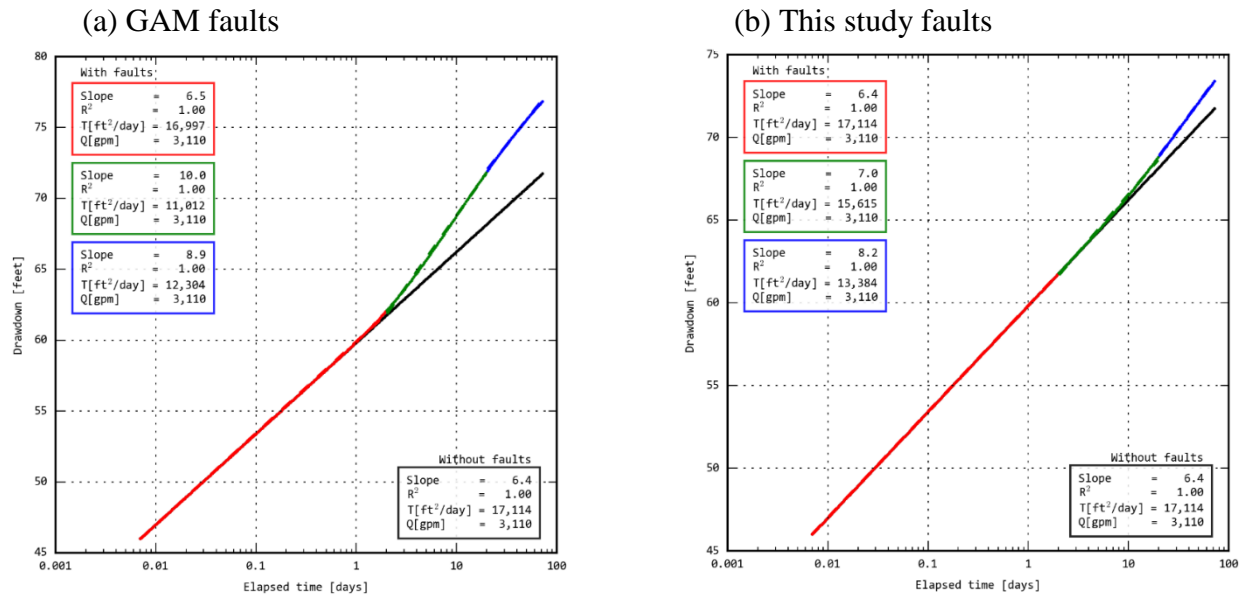 (a) GAM faults
80
75
70
65
60
55
50
45
Drawdown [feet]
With faults
Slope = 6.5
R² = 1.00
T[ft²/day] = 16,997
Q[gpm] = 3,110
Slope = 10.0
R² = 1.00
T[ft²/day] = 11,012
Q[gpm] = 3,110
Slope = 8.9
R² = 1.00
T[ft²/day] = 12,304
Q[gpm] = 3,110
Without faults
Slope = 6.4
R² = 1.00
T[ft²/day] = 17,114
Q[gpm] = 3,110
0.001 0.01 0.1 1 10 100
Elapsed time [days]
(b) This study faults
75
70
65
60
55
50
45
Drawdown [feet]
With faults
Slope = 6.4
R² = 1.00
T[ft²/day] = 17,114
Q[gpm] = 3,110
Slope = 7.0
R² = 1.00
T[ft²/day] = 15,615
Q[gpm] = 3,110
Slope = 8.2
R² = 1.00
T[ft²/day] = 13,384
Q[gpm] = 3,110
Without faults
Slope = 6.4
R² = 1.00
T[ft²/day] = 17,114
Q[gpm] = 3,110
0.001 0.01 0.1 1 10 100
Elapsed time [days]